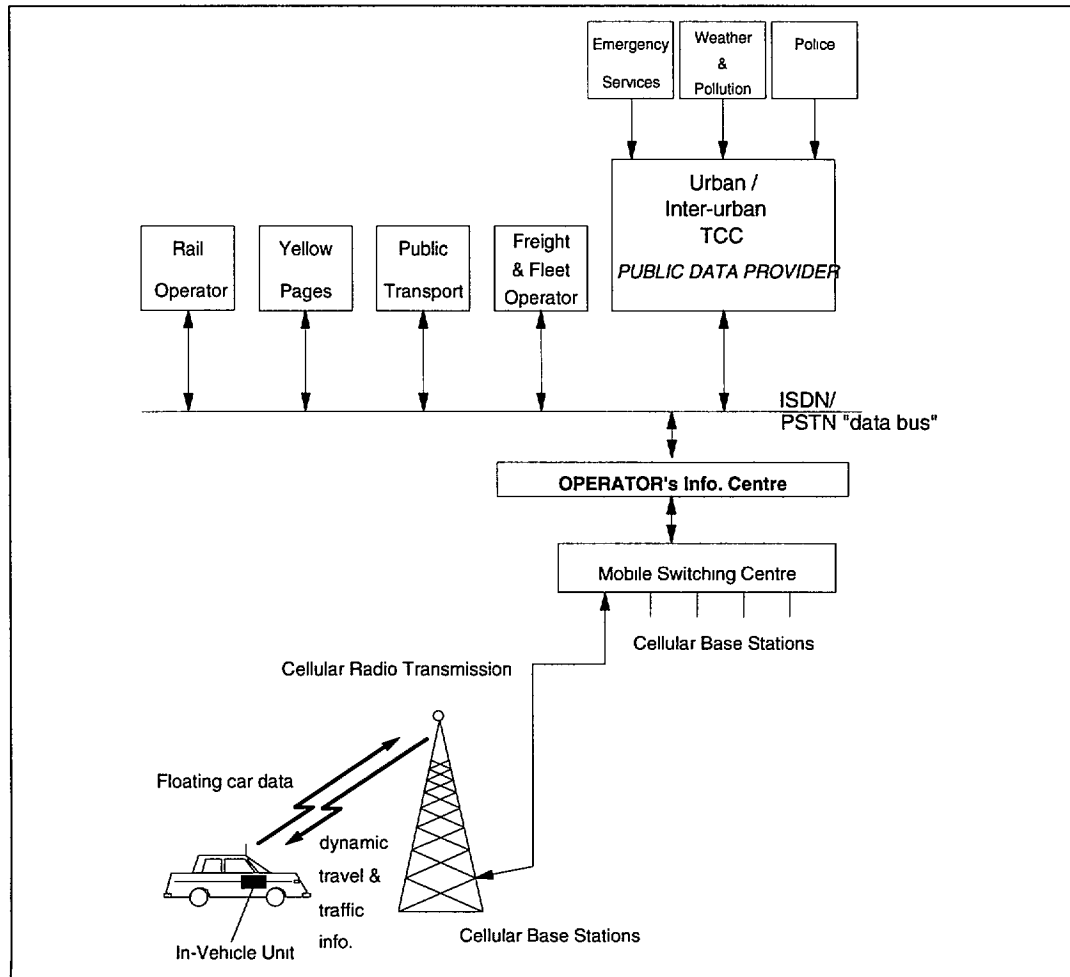 Emergency
Services
Weather
&
Pollution
Police
Urban /
Inter-urban
TCC
PUBLIC DATA PROVIDER
Rail
Operator
Yellow
Pages
Public
Transport
Freight
& Fleet
Operator
ISDN/
PSTN "data bus"
OPERATOR's Info. Centre
Mobile Switching Centre
Cellular Base Stations
Cellular Radio Transmission
Floating car data
dynamic
travel &
traffic
info.
In-Vehicle Unit
Cellular Base Stations